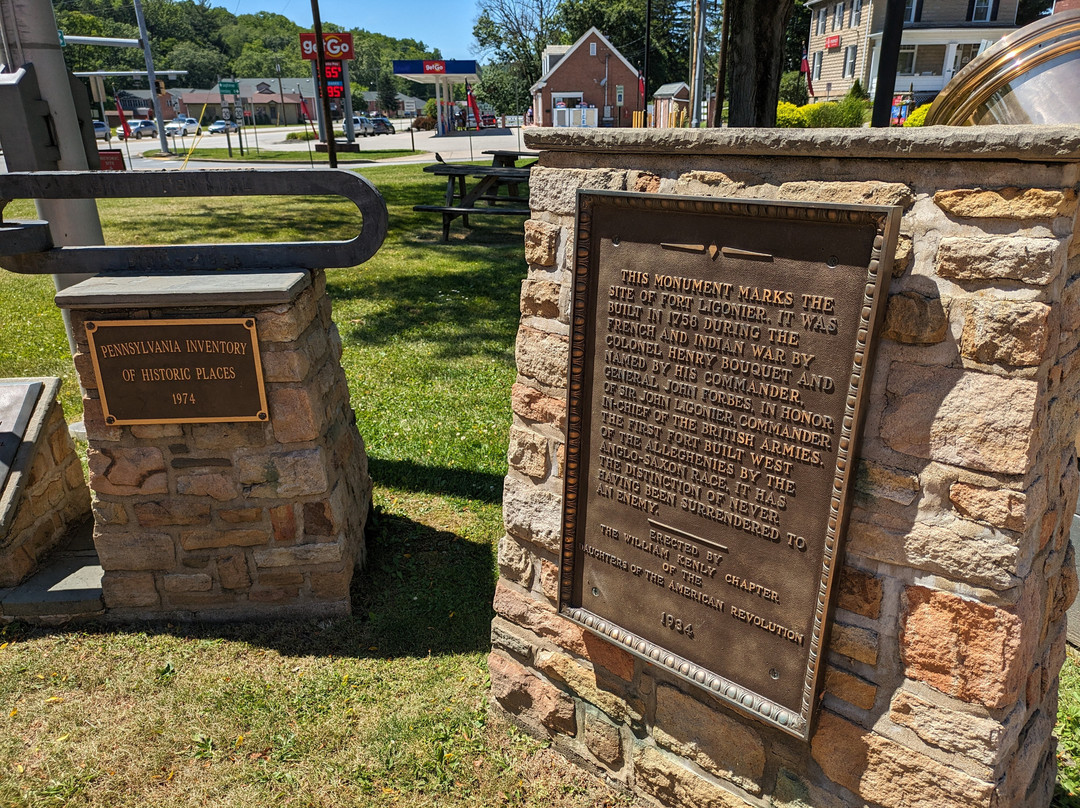 GetGo
GetGo
PENNSYLVANIA INVENTORY
OF HISTORIC PLACES
1974
THIS MONUMENT MARKS THE
SITE OF FORT LIGONIER. IT WAS
BUILT IN 1758 DURING THE
FRENCH AND INDIAN WAR BY
COLONEL HENRY BOUQUET AND
NAMED BY HIS COMMANDER,
GENERAL JOHN FORBES, IN HONOR
OF SIR JOHN LIGONIER, COMMANDER
IN-CHIEF OF THE BRITISH ARMIES.
THE FIRST FORT BUILT WEST
OF THE ALLEGHENIES BY THE
ANGLO-SAXON RACE, IT HAS
THE DISTINCTION OF NEVER
HAVING BEEN SURRENDERED TO
AN ENEMY.
ERECTED BY
THE WILLIAM KENLY CHAPTER
OF THE
DAUGHTERS OF THE AMERICAN REVOLUTION
1934